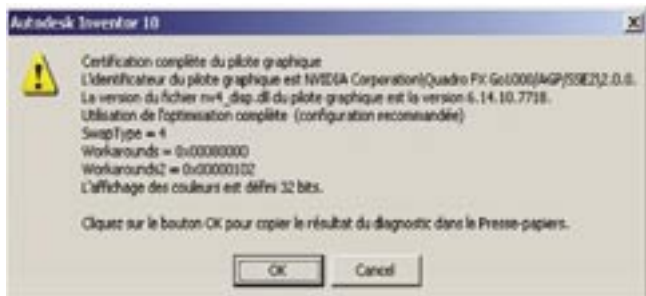 Autodesk Inventor 10
Certification complète du pilote graphique
L'identificateur du pilote graphique est NVIDIA Corporation\Quadro FX Go1000/AGP/SSE2\2.0.0.
La version du fichier nv4_disp.dll du pilote graphique est la version 6.14.10.7718.
Utilisation de l'optimisation complète (configuration recommandée)
SwapType = 4
Workarounds = 0x00080000
Workarounds2 = 0x00000102
L'affichage des couleurs est défini 32 bits.
Cliquez sur le bouton OK pour copier le résultat du diagnostic dans le Presse-papiers.
OK
Cancel